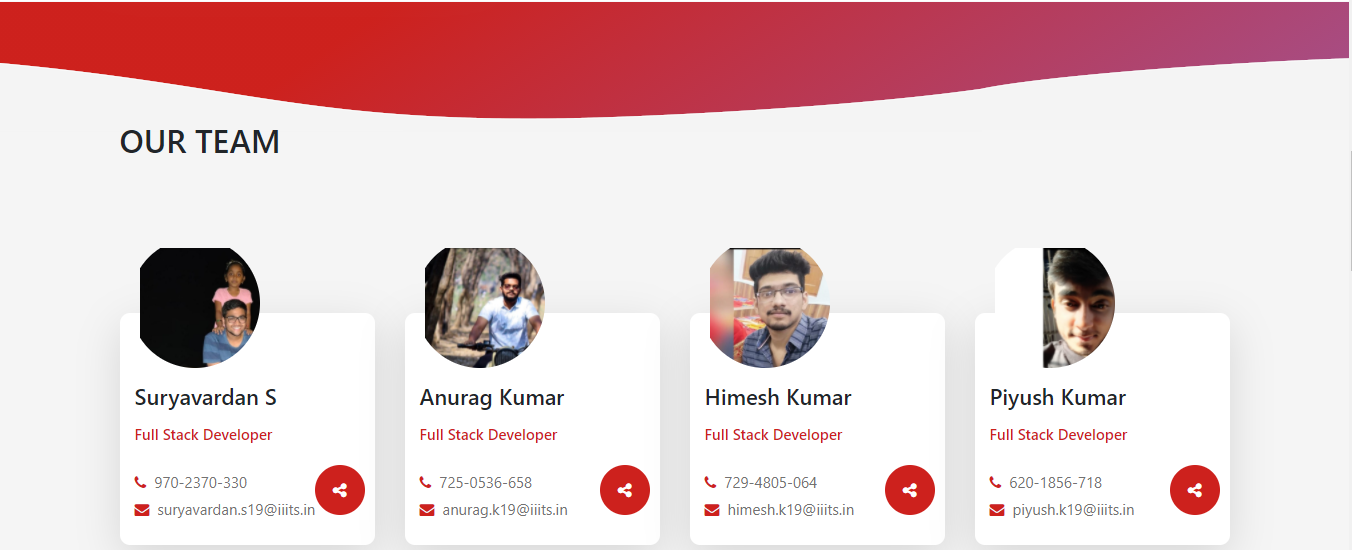 OUR TEAM
Suryavardan S
Full Stack Developer
970-2370-330
suryavardan.s19@iiits.in
Anurag Kumar
Full Stack Developer
725-0536-658
anurag.k19@iiits.in
Himesh Kumar
Full Stack Developer
729-4805-064
himesh.k19@iiits.in
Piyush Kumar
Full Stack Developer
620-1856-718
piyush.k19@iiits.in